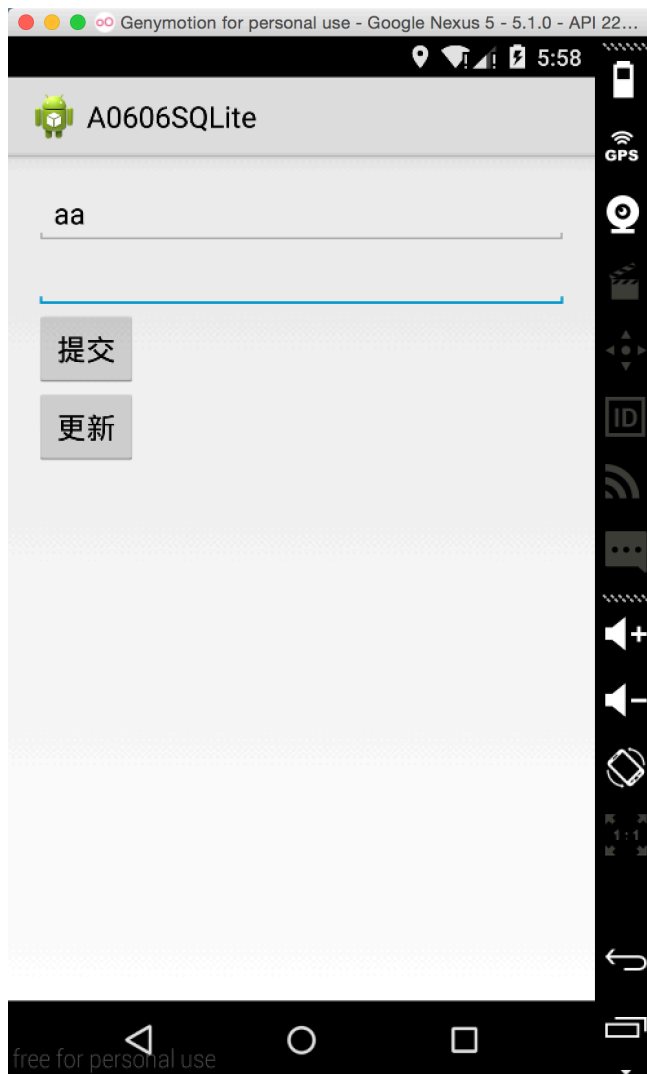 Genymotion for personal use - Google Nexus 5 - 5.1.0 - API 22...
5:58
A0606SQLite
GPS
aa
提交
更新
ID
1:1
free for personal use